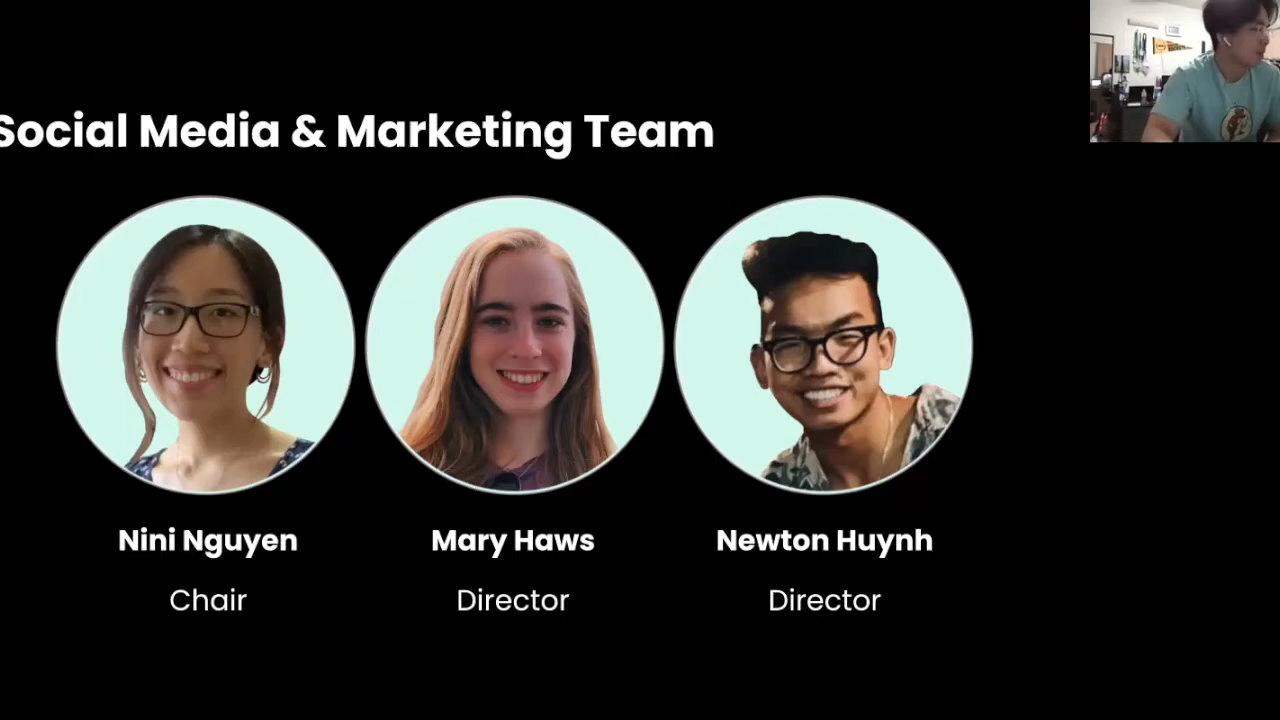 Social Media & Marketing Team
Nini Nguyen
Mary Haws
Newton Huynh
Chair
Director
Director